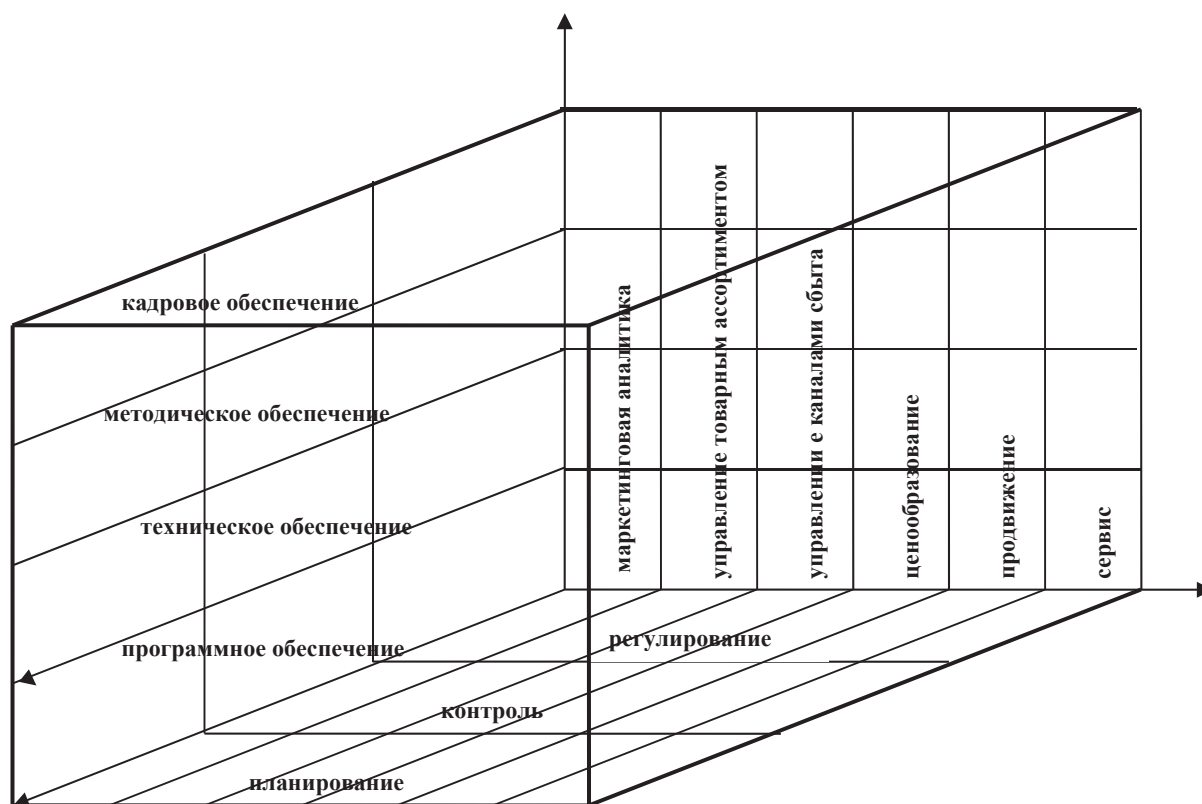 кадровое обеспечение
методическое обеспечение
техническое обеспечение
программное обеспечение
маркетинговая аналитика
управление товарным ассортиментом
управлени е каналами сбыта
ценообразование
продвижение
сервис
регулирование
контроль
планирование